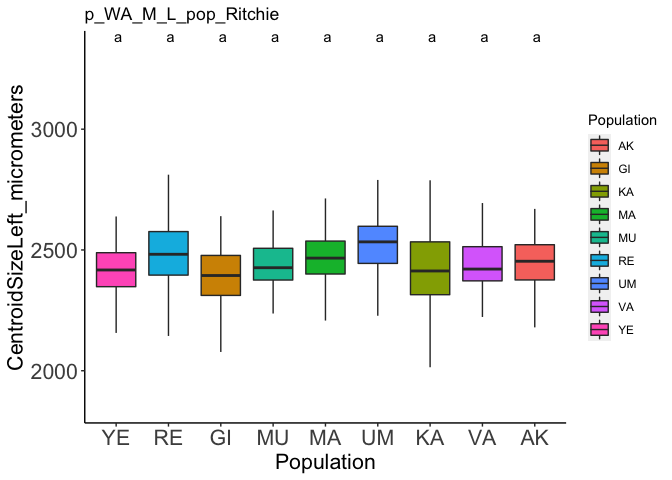 p_WA_M_L_pop_Ritchie
a a a a a a a a a
CentroidSizeLeft_micrometers
3000
2500
2000
YE RE GI MU MA UM KA VA AK
Population
Population
AK
GI
KA
MA
MU
RE
UM
VA
YE